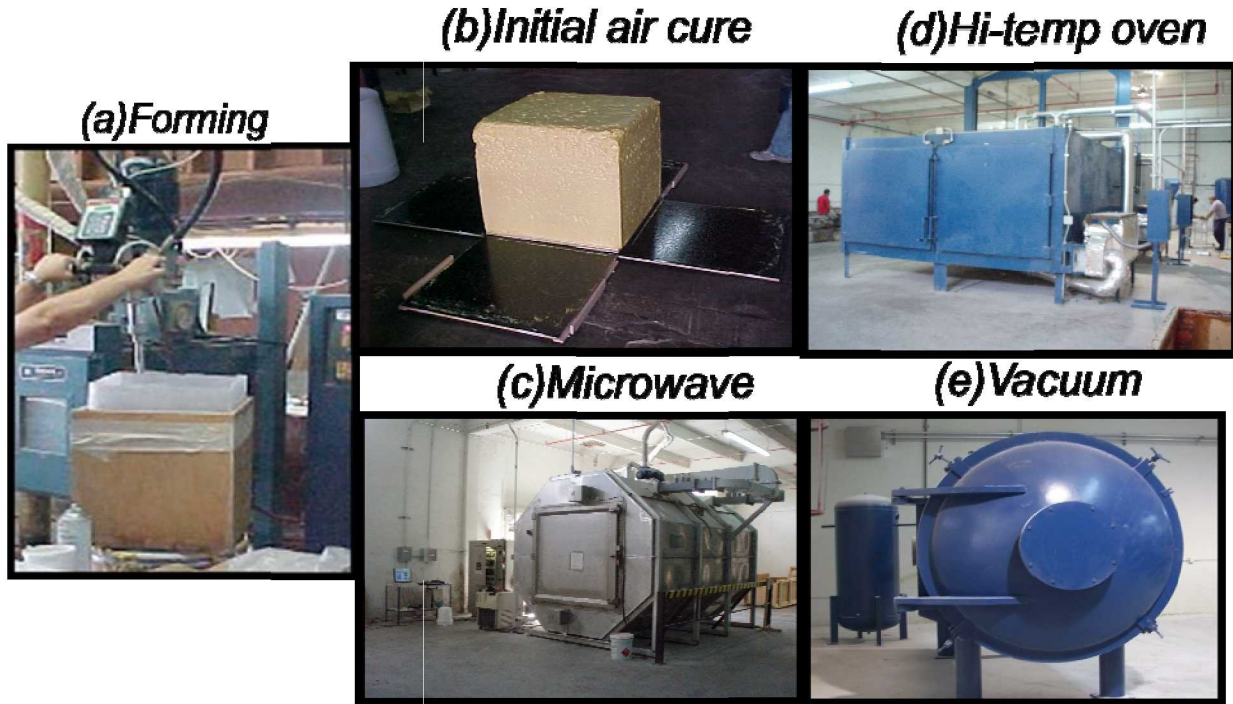 (a)Forming
(b)Initial air cure
(c)Microwave
(d)Hi-temp oven
(e)Vacuum